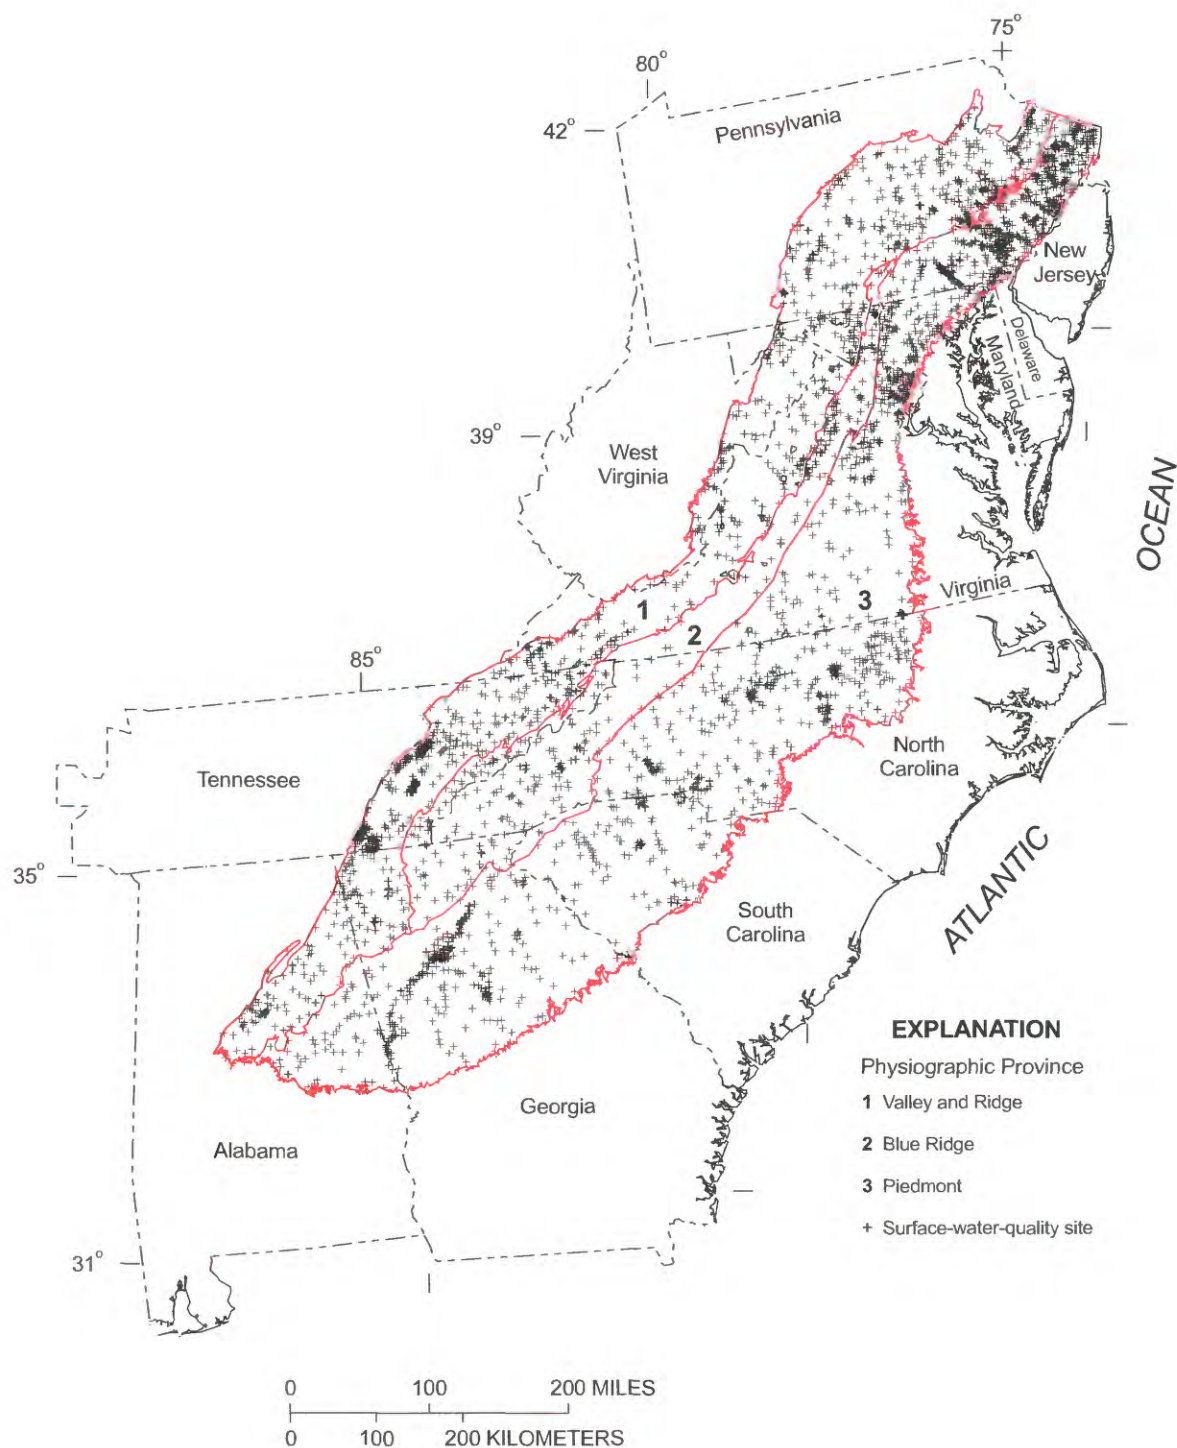 75°
80°
42°
Pennsylvania
New
Jersey
Delaware
Maryland
39°
West
Virginia
OCEAN
Virginia
1
2
3
85°
Tennessee
North
Carolina
35°
ATLANTIC
South
Carolina
EXPLANATION
Physiographic Province
1 Valley and Ridge
2 Blue Ridge
3 Piedmont
+ Surface-water-quality site
Georgia
Alabama
31°
0 100 200 MILES
0 100 200 KILOMETERS